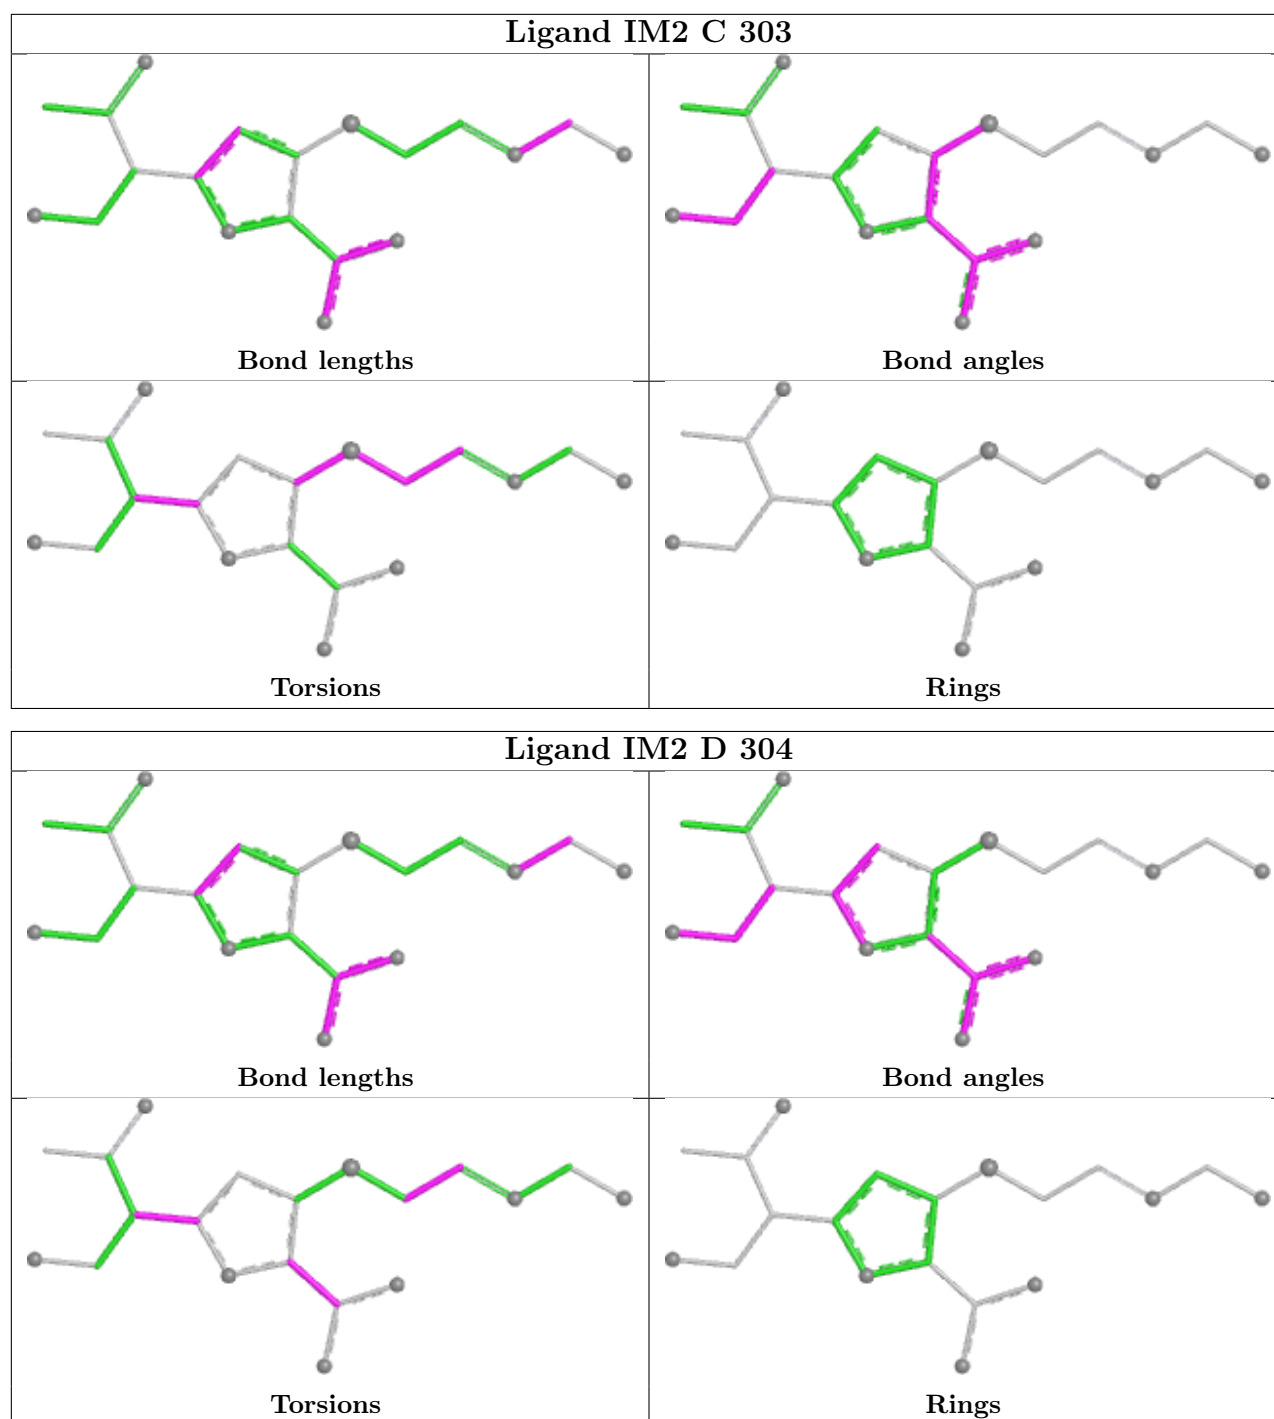 Ligand IM2 C 303
Bond lengths
Bond angles
Torsions
Rings
Ligand IM2 D 304
Bond lengths
Bond angles
Torsions
Rings